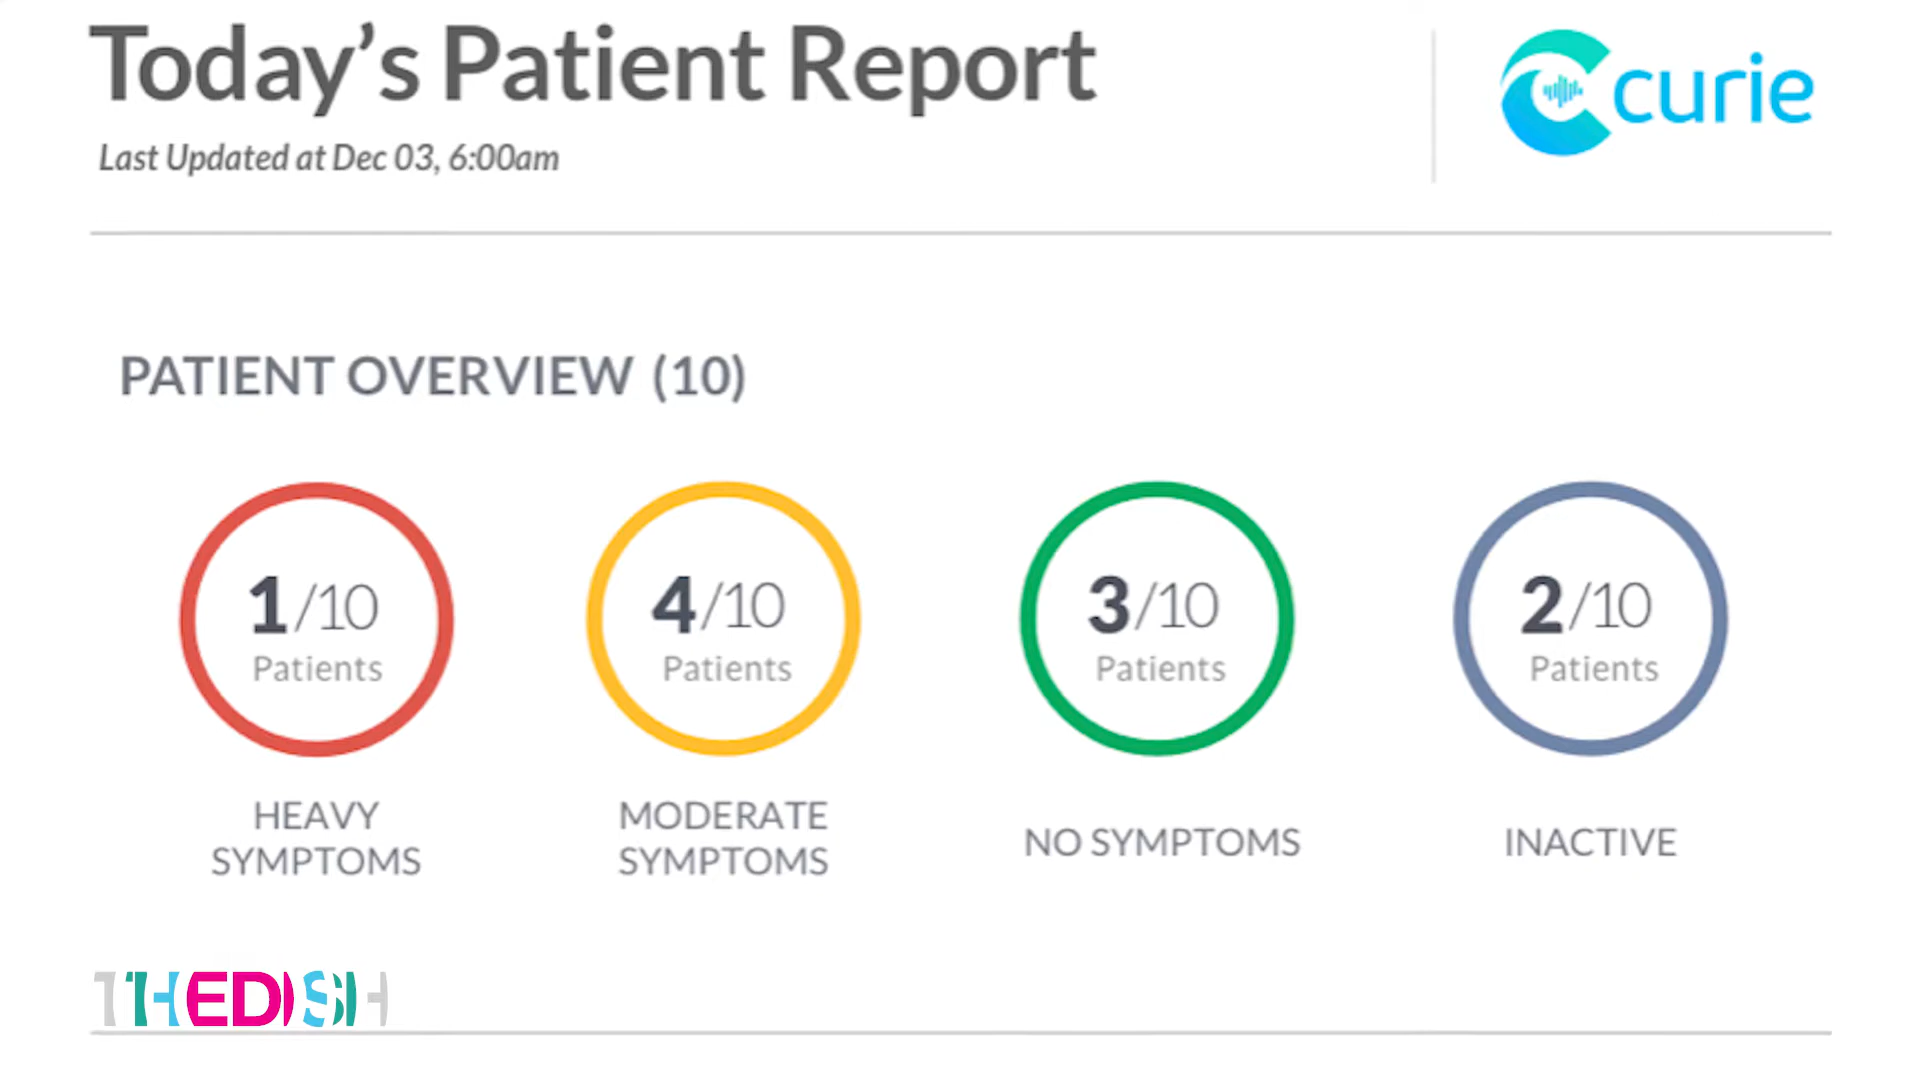 Today's Patient Report
Last Updated at Dec 03, 6:00am
curie
PATIENT OVERVIEW (10)
1/10
Patients
HEAVY
SYMPTOMS
4/10
Patients
MODERATE
SYMPTOMS
3/10
Patients
NO SYMPTOMS
2/10
Patients
INACTIVE
THEDISH